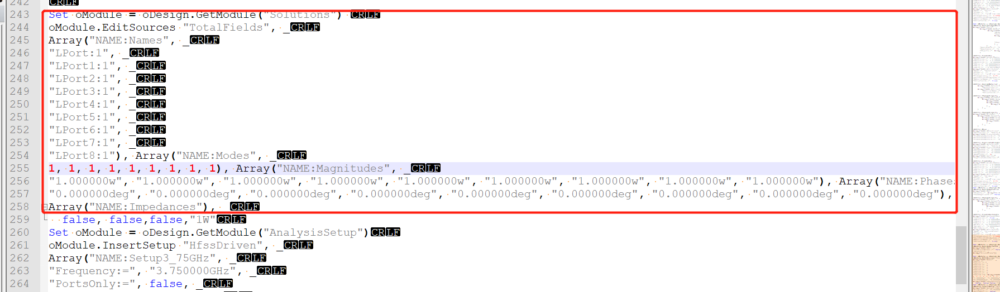 242 CRLF
243 Set oModule = oDesign.GetModule("Solutions") CRLF
244 oModule.EditSources "TotalFields", _CRLF
245 Array("NAME:Names", _CRLF
246 "LPort:1", _CRLF
247 "LPort1:1", _CRLF
248 "LPort2:1", _CRLF
249 "LPort3:1", _CRLF
250 "LPort4:1", _CRLF
251 "LPort5:1", _CRLF
252 "LPort6:1", _CRLF
253 "LPort7:1", _CRLF
254 "LPort8:1"), Array("NAME:Modes", _CRLF
255 1, 1, 1, 1, 1, 1, 1, 1, 1), Array("NAME:Magnitudes", _CRLF
256 "1.000000w", "1.000000w", "1.000000w", "1.000000w", "1.000000w", "1.000000w", "1.000000w", "1.000000w", "1.000000w"), Array("NAME:Phase
257 "0.000000deg", "0.000000deg", "0.000000deg", "0.000000deg", "0.000000deg", "0.000000deg", "0.000000deg", "0.000000deg", "0.000000deg"),
258 Array("NAME:Impedances"), _CRLF
259 false, false,false,"1W"CRLF
260 Set oModule = oDesign.GetModule("AnalysisSetup")CRLF
261 oModule.InsertSetup "HfssDriven", _CRLF
262 Array("NAME:Setup3_75GHz", _CRLF
263 "Frequency:=", "3.750000GHz", _CRLF
264 "PortsOnly:=", false, _CRLF